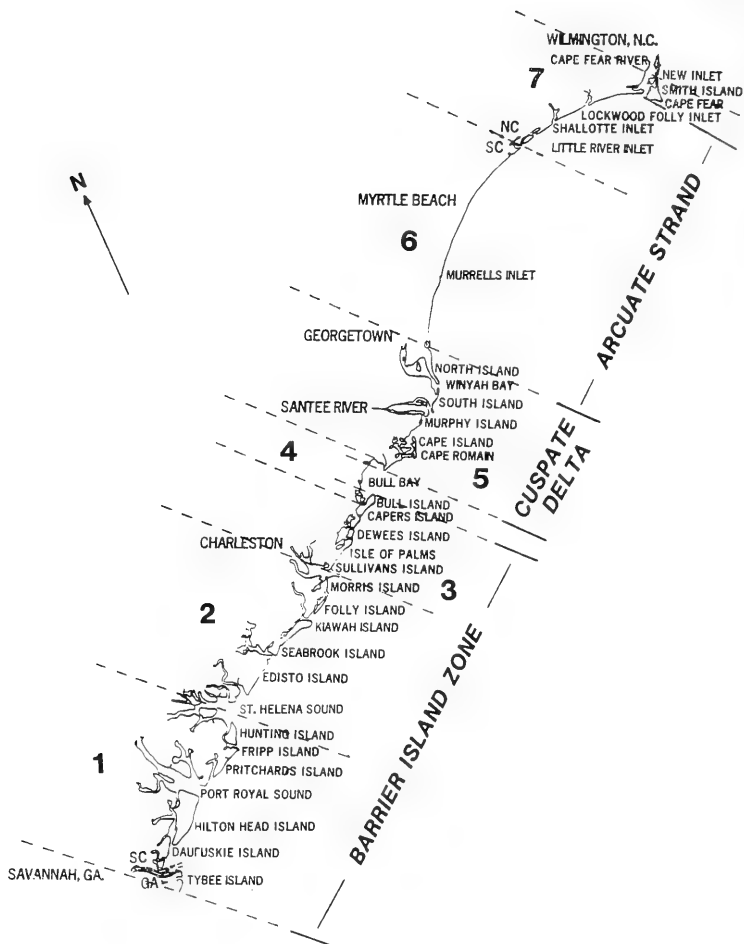 WILMINGTON, N.C.
CAPE FEAR RIVER
7
NEW INLET
SMITH ISLAND
CAPE FEAR
LOCKWOOD FOLLY INLET
NC
SHALLOTTE INLET
SC
LITTLE RIVER INLET
N
MYRTLE BEACH
6
MURRELLS INLET
ARCUATE STRAND
GEORGETOWN
NORTH ISLAND
WINYAH BAY
SANTEE RIVER
SOUTH ISLAND
MURPHY ISLAND
CAPE ISLAND
4
CAPE ROMAIN
5
CUSPATE
DELTA
BULL BAY
BULL ISLAND
CAPERS ISLAND
DEWEES ISLAND
CHARLESTON
ISLE OF PALMS
SULLIVANS ISLAND
MORRIS ISLAND
3
2
FOLLY ISLAND
KIAWAH ISLAND
SEABROOK ISLAND
EDISTO ISLAND
ST. HELENA SOUND
HUNTING ISLAND
FRIPP ISLAND
1
PRITCHARDS ISLAND
PORT ROYAL SOUND
BARRIER ISLAND ZONE
HILTON HEAD ISLAND
SC
DAUFUSKIE ISLAND
SAVANNAH, GA.
GA
TYBEE ISLAND